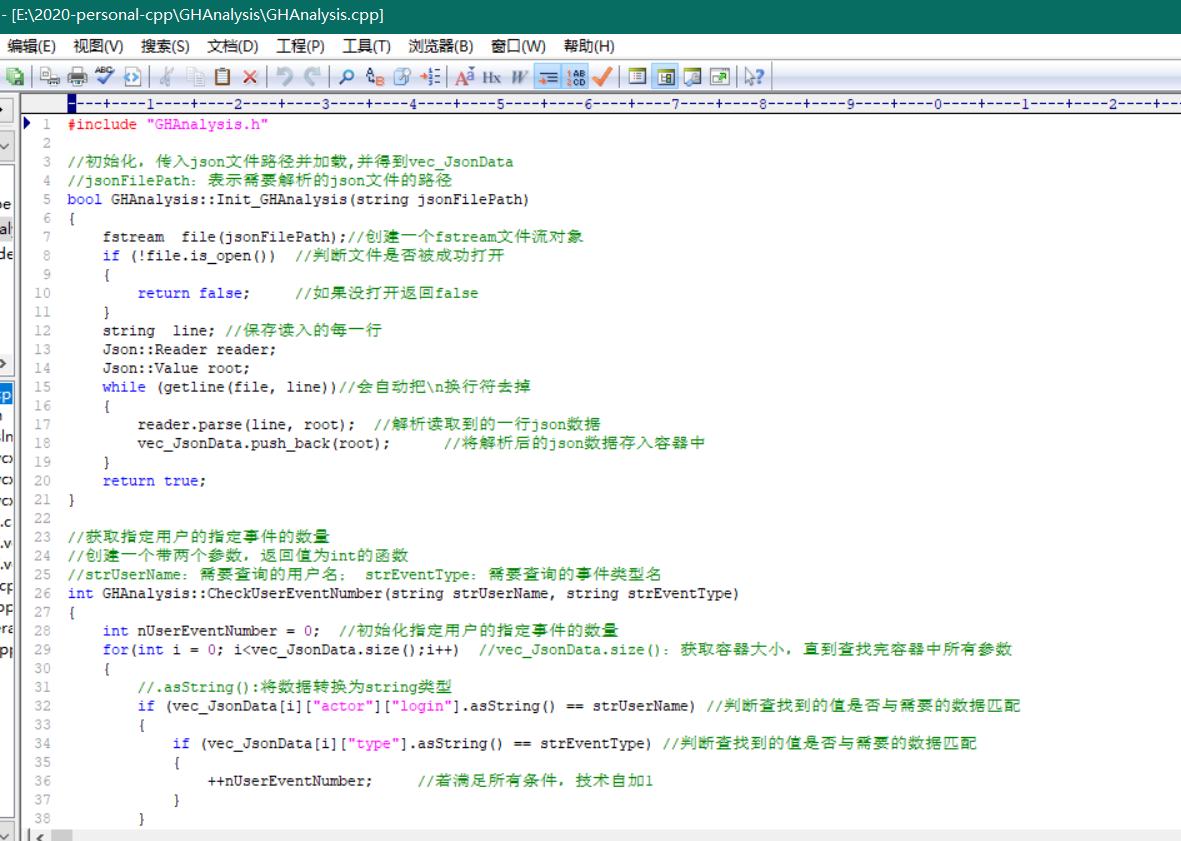 - [E:\2020-personal-cpp\GHAnalysis\GHAnalysis.cpp]
编辑(E) 视图(V) 搜索(S) 文档(D) 工程(P) 工具(T) 浏览器(B) 窗口(W) 帮助(H)
----+----1----+----2----+----3----+----4----+----5----+----6----+----7----+----8----+----9----+----0----+----1----+----2----+--
1 #include "GHAnalysis.h"
2
3 //初始化，传入json文件路径并加载,并得到vec_JsonData
4 //jsonFilePath：表示需要解析的json文件的路径
5 bool GHAnalysis::Init_GHAnalysis(string jsonFilePath)
6 {
7     fstream  file(jsonFilePath);//创建一个fstream文件流对象
8     if (!file.is_open())  //判断文件是否被成功打开
9     {
10         return false;     //如果没打开返回false
11     }
12     string  line; //保存读入的每一行
13     Json::Reader reader;
14     Json::Value root;
15     while (getline(file, line))//会自动把\n换行符去掉
16     {
17         reader.parse(line, root);  //解析读取到的一行json数据
18         vec_JsonData.push_back(root);      //将解析后的json数据存入容器中
19     }
20     return true;
21 }
22
23 //获取指定用户的指定事件的数量
24 //创建一个带两个参数，返回值为int的函数
25 //strUserName：需要查询的用户名； strEventType：需要查询的事件类型名
26 int GHAnalysis::CheckUserEventNumber(string strUserName, string strEventType)
27 {
28     int nUserEventNumber = 0;  //初始化指定用户的指定事件的数量
29     for(int i = 0; i<vec_JsonData.size();i++)  //vec_JsonData.size()：获取容器大小，直到查找完容器中所有参数
30     {
31         //.asString():将数据转换为string类型
32         if (vec_JsonData[i]["actor"]["login"].asString() == strUserName) //判断查找到的值是否与需要的数据匹配
33         {
34             if (vec_JsonData[i]["type"].asString() == strEventType) //判断查找到的值是否与需要的数据匹配
35             {
36                 ++nUserEventNumber;     //若满足所有条件，技术自加1
37             }
38         }